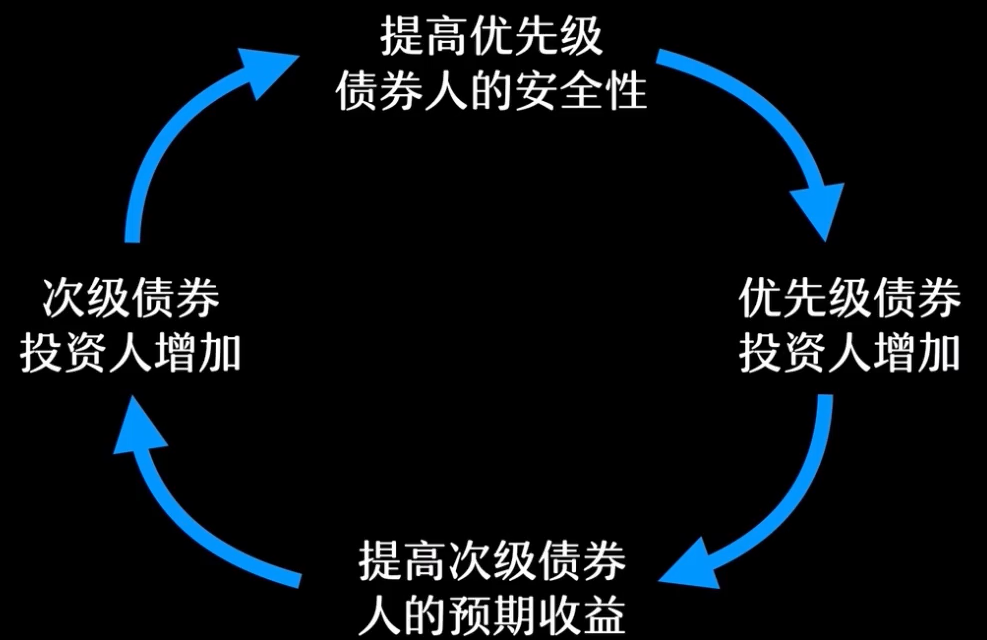 提高优先级
债券人的安全性
优先级债券
投资人增加
提高次级债券
人的预期收益
次级债券
投资人增加